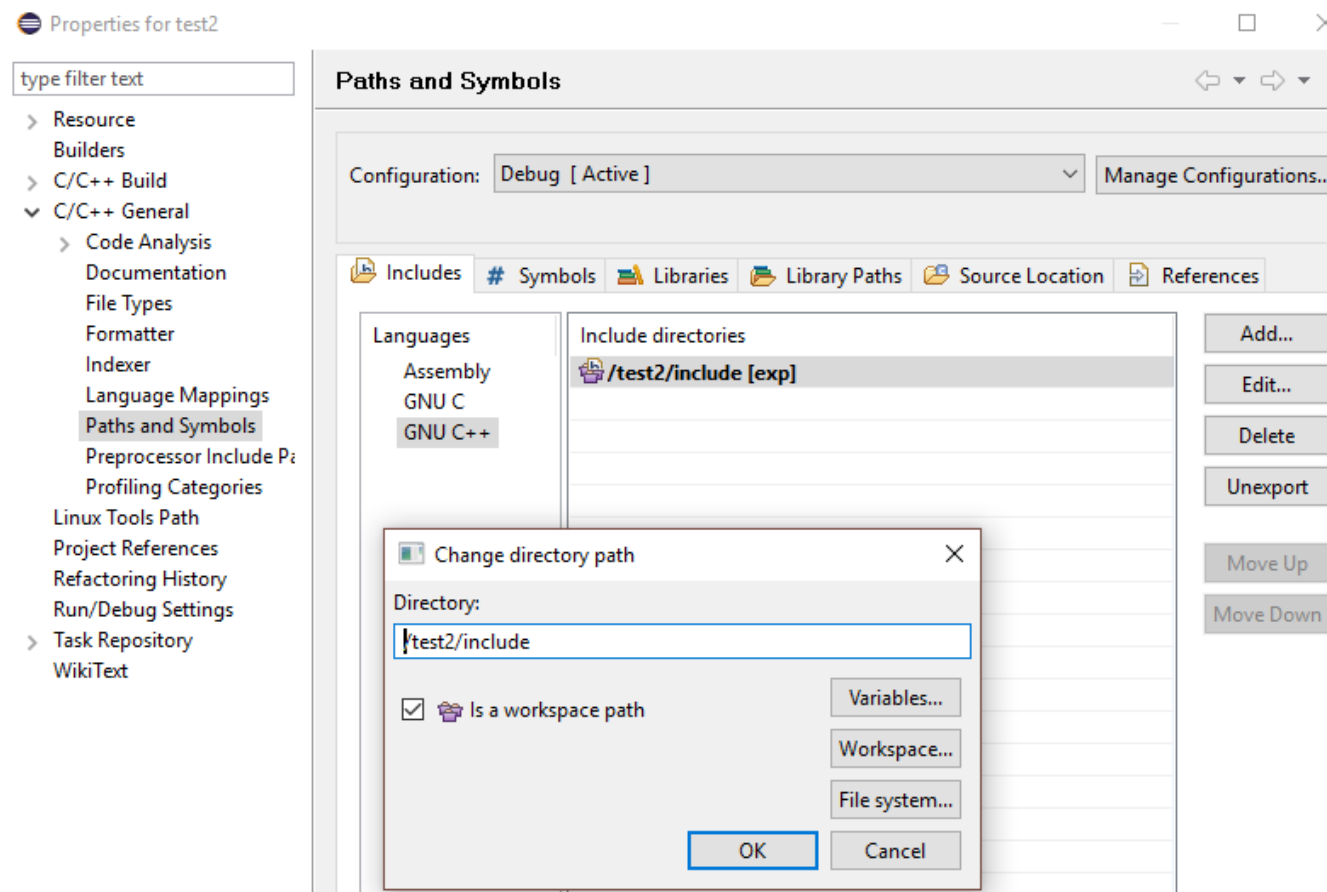 Properties for test2
type filter text
Resource
Builders
C/C++ Build
C/C++ General
Code Analysis
Documentation
File Types
Formatter
Indexer
Language Mappings
Paths and Symbols
Preprocessor Include Pa
Profiling Categories
Linux Tools Path
Project References
Refactoring History
Run/Debug Settings
Task Repository
WikiText
Paths and Symbols
Configuration:
Debug [ Active ]
Manage Configurations...
Includes
# Symbols
Libraries
Library Paths
Source Location
References
Languages
Assembly
GNU C
GNU C++
Include directories
/test2/include [exp]
Add...
Edit...
Delete
Unexport
Move Up
Move Down
Change directory path
Directory:
/test2/include
Is a workspace path
Variables...
Workspace...
File system...
OK
Cancel